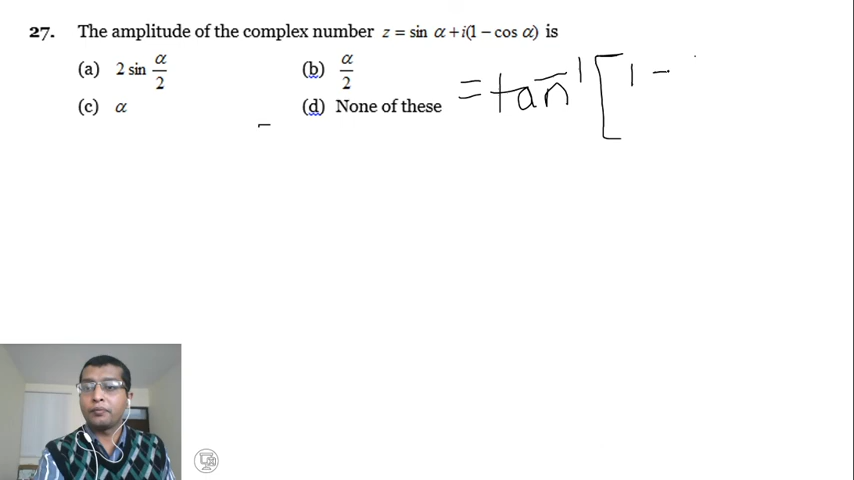 27. The amplitude of the complex number z = sin α + i(1 − cos α) is
(a) 2 sin α/2
(b) α/2
(c) α
(d) None of these
= tan⁻¹ [ 1 −